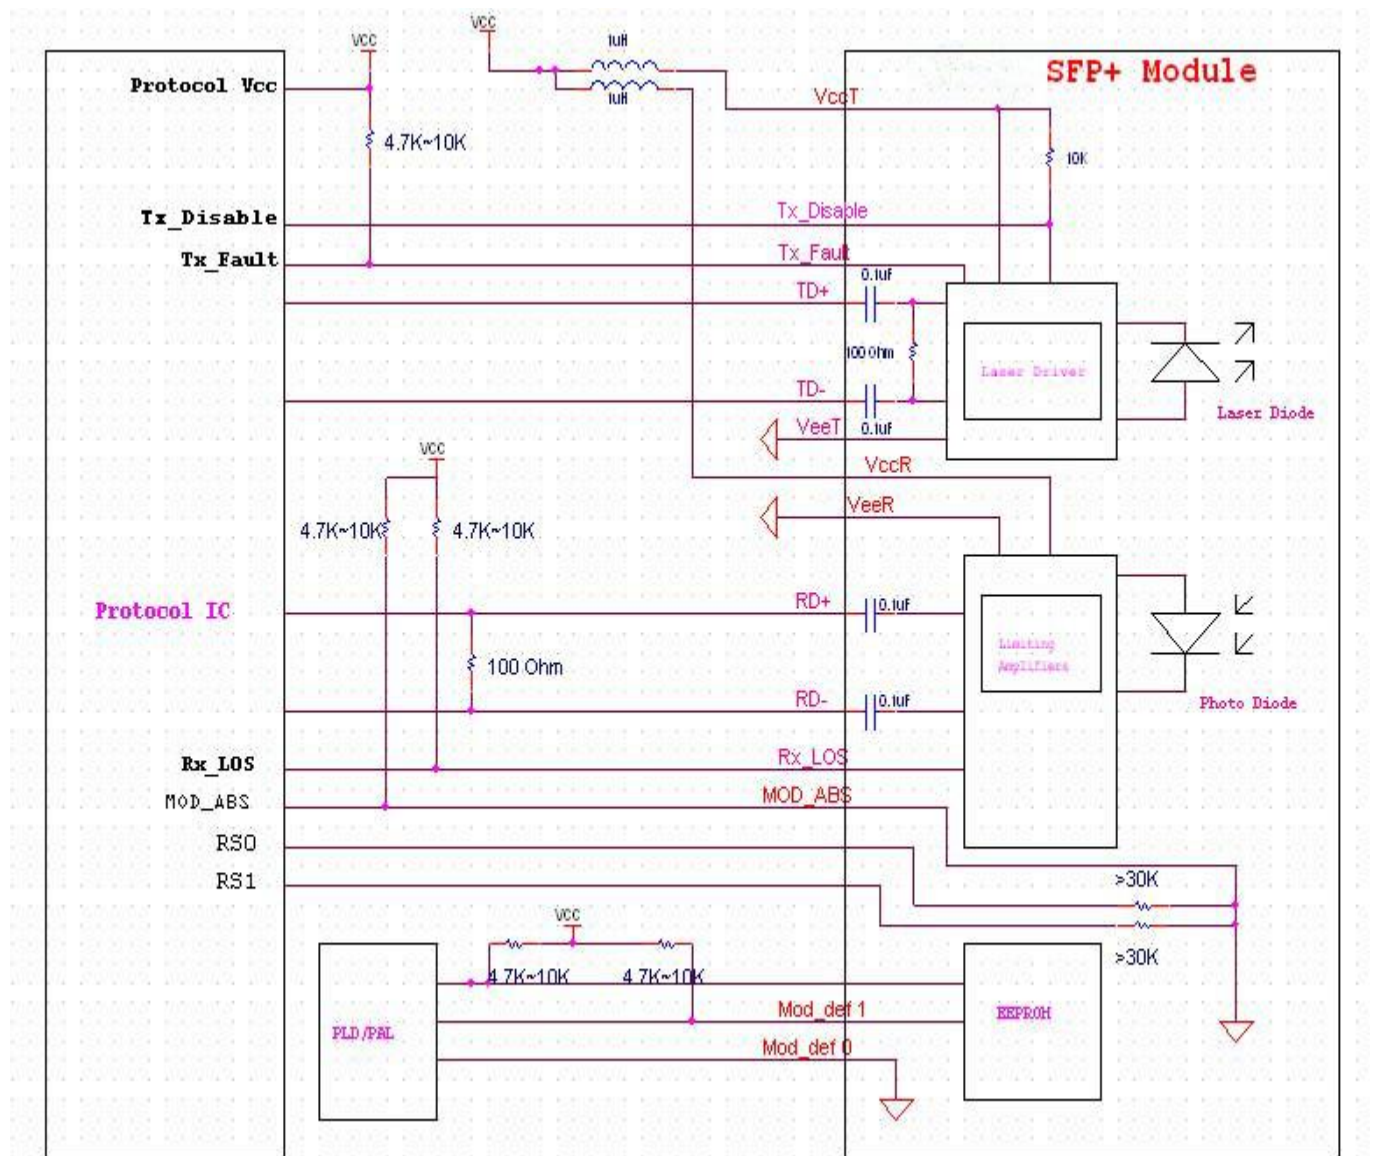 VCC
VCC
1uH
1uH
Protocol Vcc
SFP+ Module
VccT
4.7K~10K
10K
Tx_Disable
Tx_Disable
Tx_Fault
Tx_Fault
0.1uf
TD+
100 Ohm
Laser Driver
TD-
Laser Diode
VeeT
0.1uf
VCC
VccR
VeeR
4.7K~10K
4.7K~10K
Protocol IC
RD+
0.1uf
Limiting
Amplifiers
100 Ohm
RD-
0.1uf
Photo Diode
Rx_LOS
Rx_LOS
MOD_ABS
MOD_ABS
RS0
RS1
>30K
VCC
>30K
4.7K~10K
4.7K~10K
Mod_def 1
EEPROM
PLD/PAL
Mod_def 0